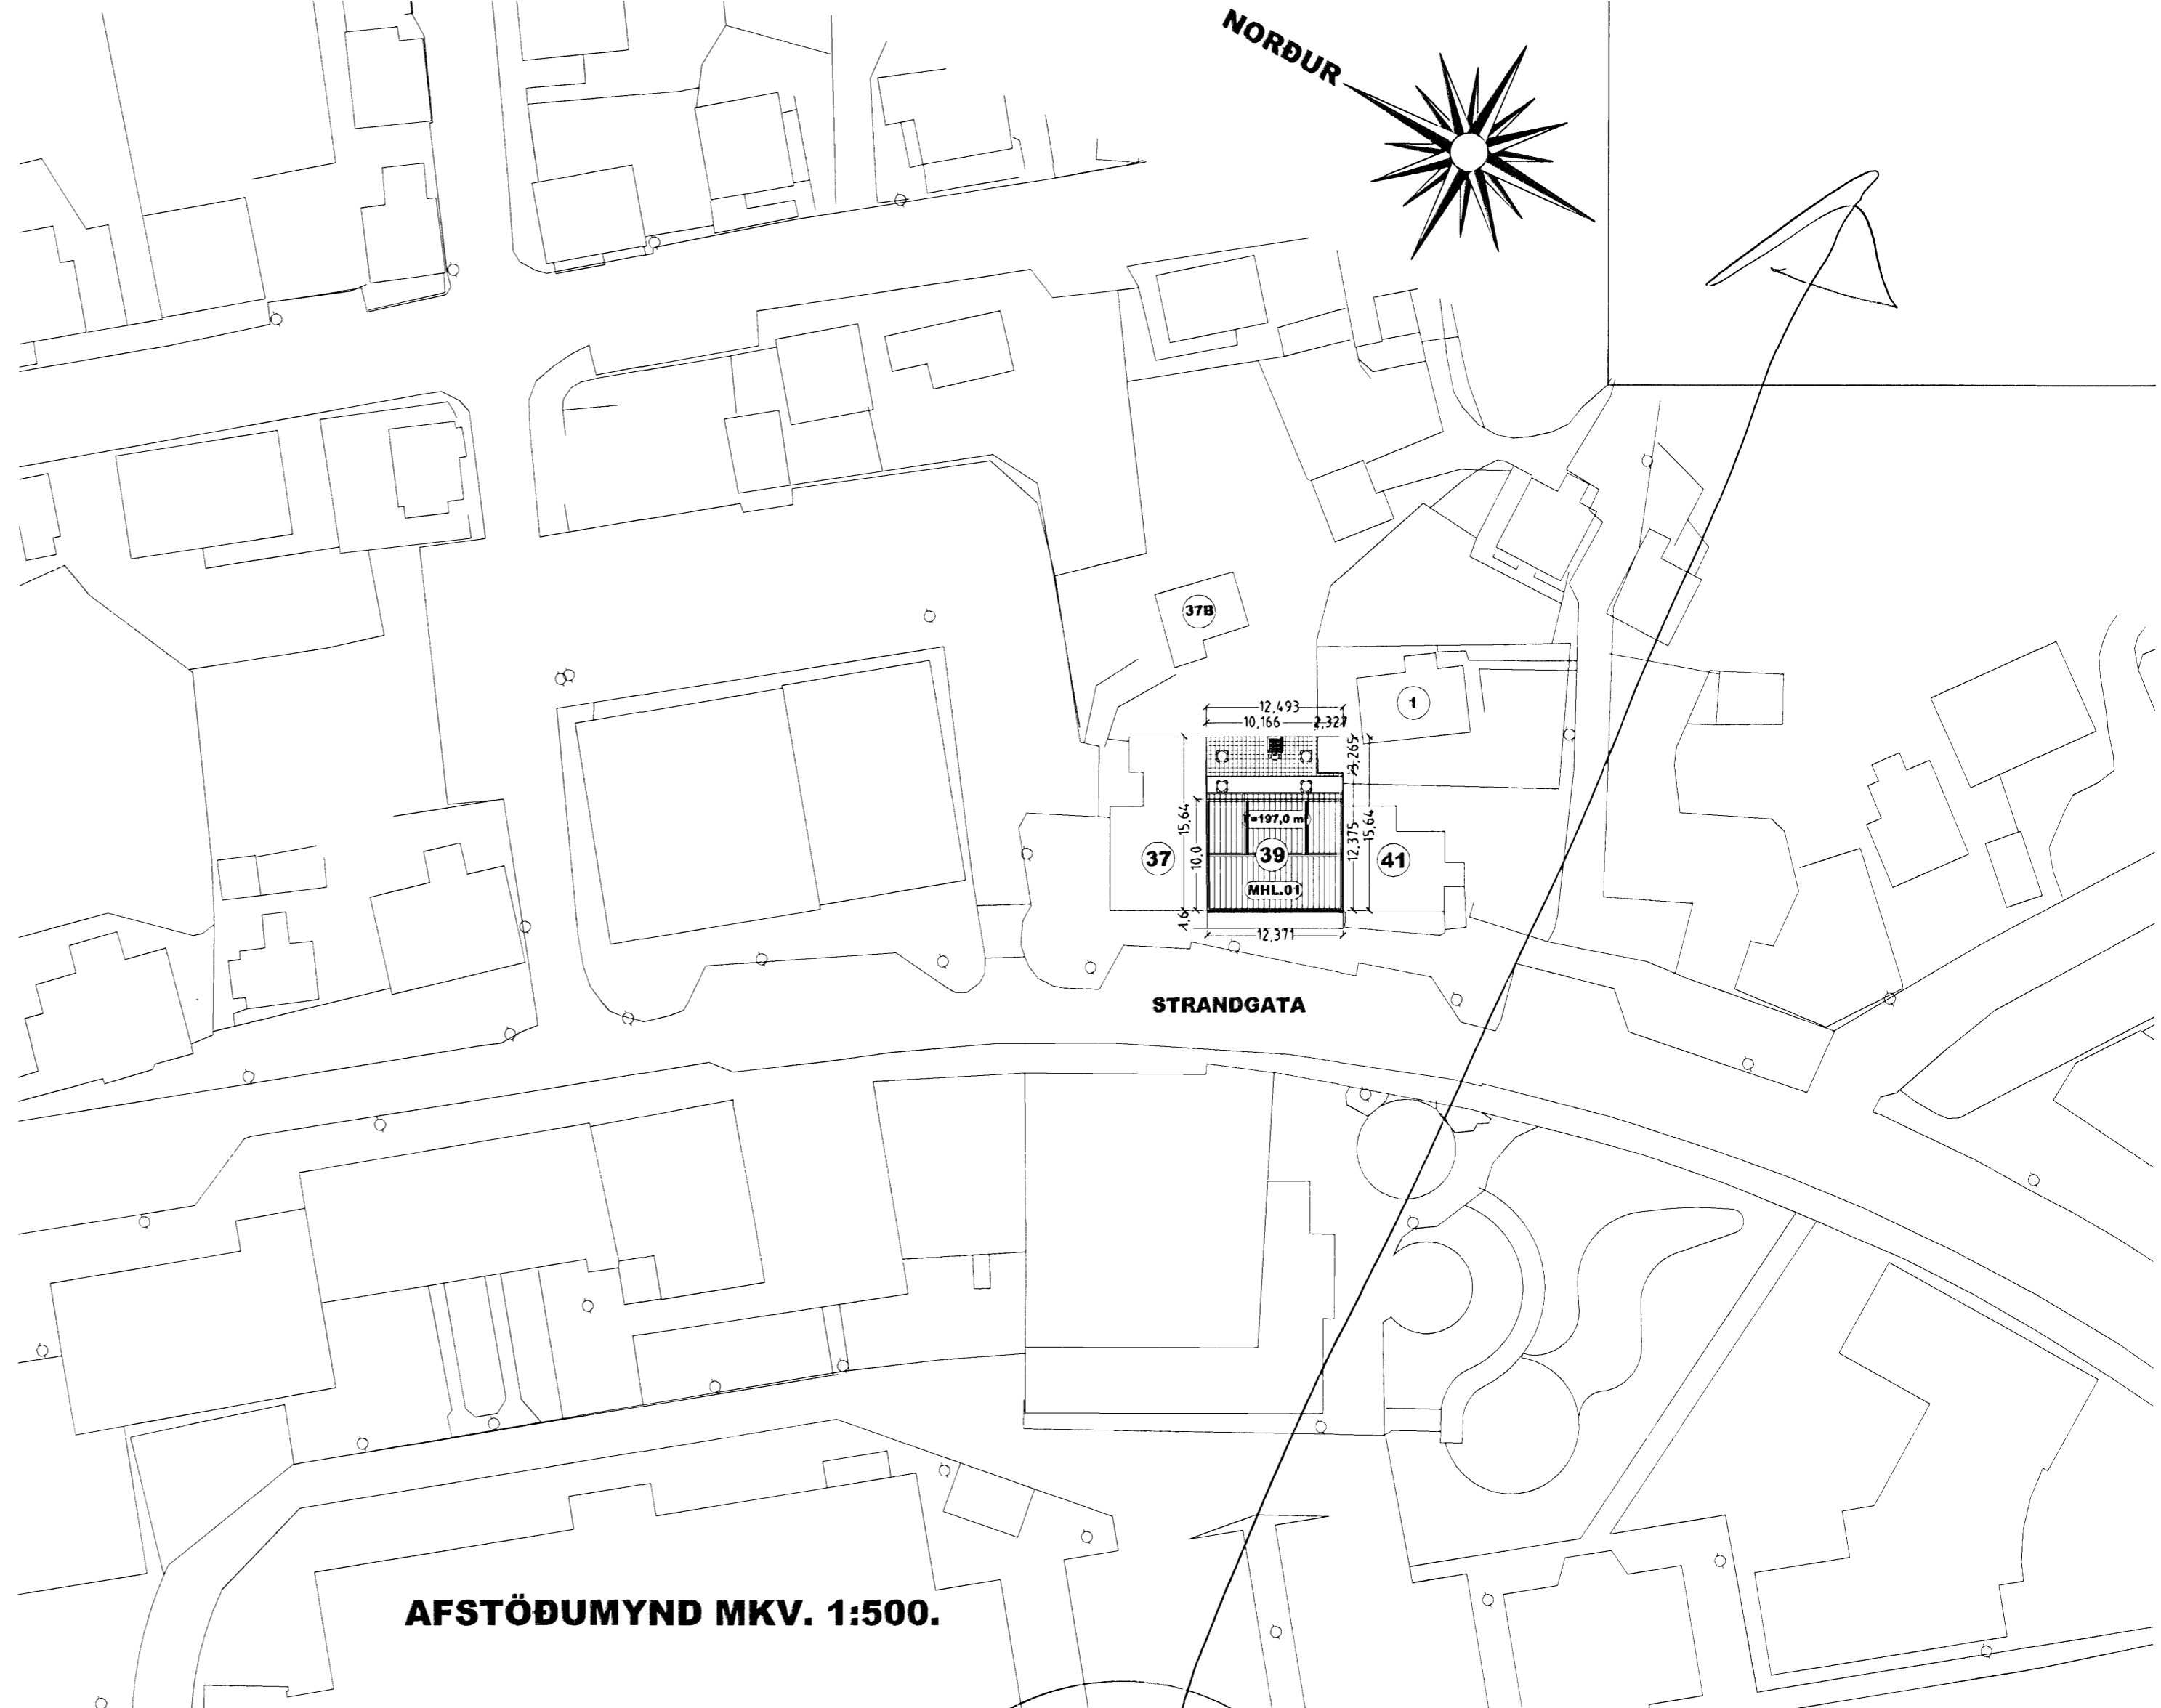 NORÐUR
37B
1
12,493
10,166
2,327
3,265
15,64
=197,0 m
37
10,0
39
12,375
15,64
41
MHL.01
1,6
12,371
STRANDGATA
AFSTÖÐUMYND MKV. 1:500.